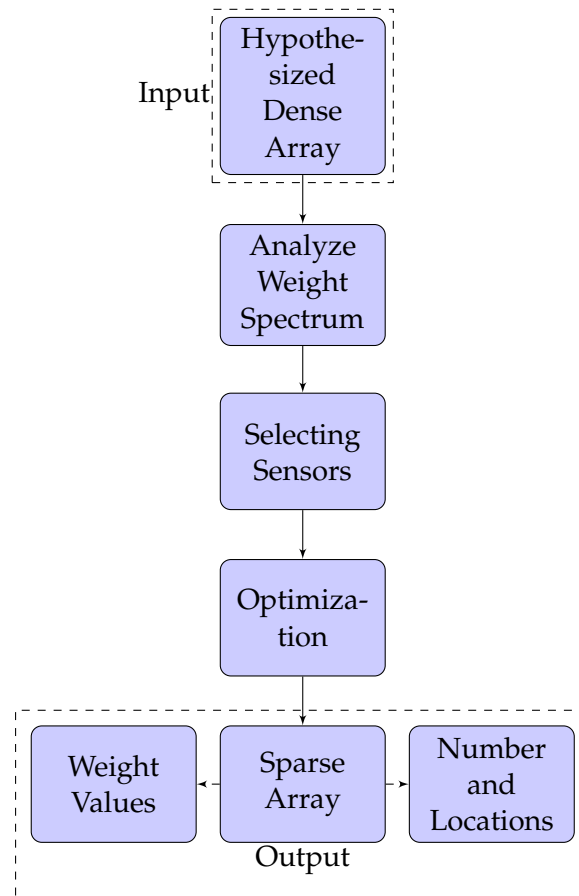 Hypothe-
sized
Dense
Array
Input
Analyze
Weight
Spectrum
Selecting
Sensors
Optimiza-
tion
Weight
Values
Sparse
Array
Number
and
Locations
Output